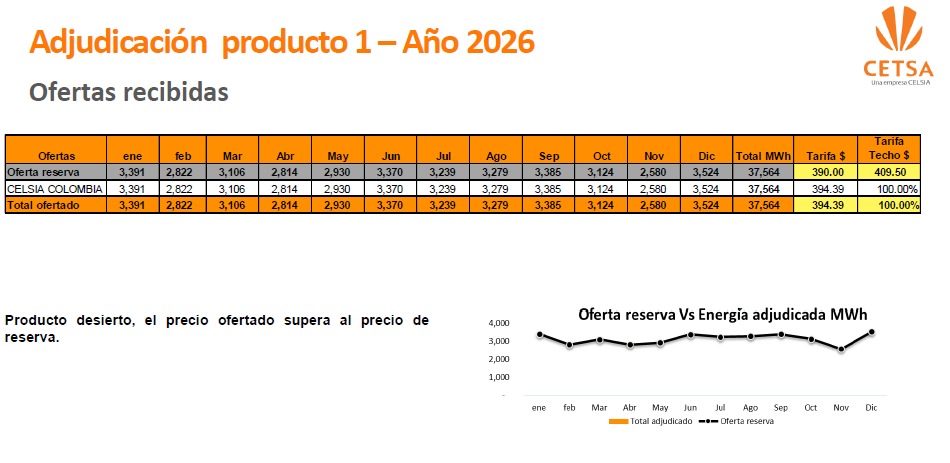 Adjudicación producto 1 – Año 2026
CETSA
Una empresa CELSIA
Ofertas recibidas
Ofertas ene feb Mar Abr May Jun Jul Ago Sep Oct Nov Dic Total MWh Tarifa $ Tarifa Techo $
Oferta reserva 3,391 2,822 3,106 2,814 2,930 3,370 3,239 3,279 3,385 3,124 2,580 3,524 37,564 390.00 409.50
CELSIA COLOMBIA 3,391 2,822 3,106 2,814 2,930 3,370 3,239 3,279 3,385 3,124 2,580 3,524 37,564 394.39 100.00%
Total ofertado 3,391 2,822 3,106 2,814 2,930 3,370 3,239 3,279 3,385 3,124 2,580 3,524 37,564 394.39 100.00%
Producto desierto, el precio ofertado supera al precio de
reserva.
Oferta reserva Vs Energía adjudicada MWh
4,000
3,000
2,000
1,000
-
ene feb Mar Abr May Jun Jul Ago Sep Oct Nov Dic
Total adjudicado Oferta reserva